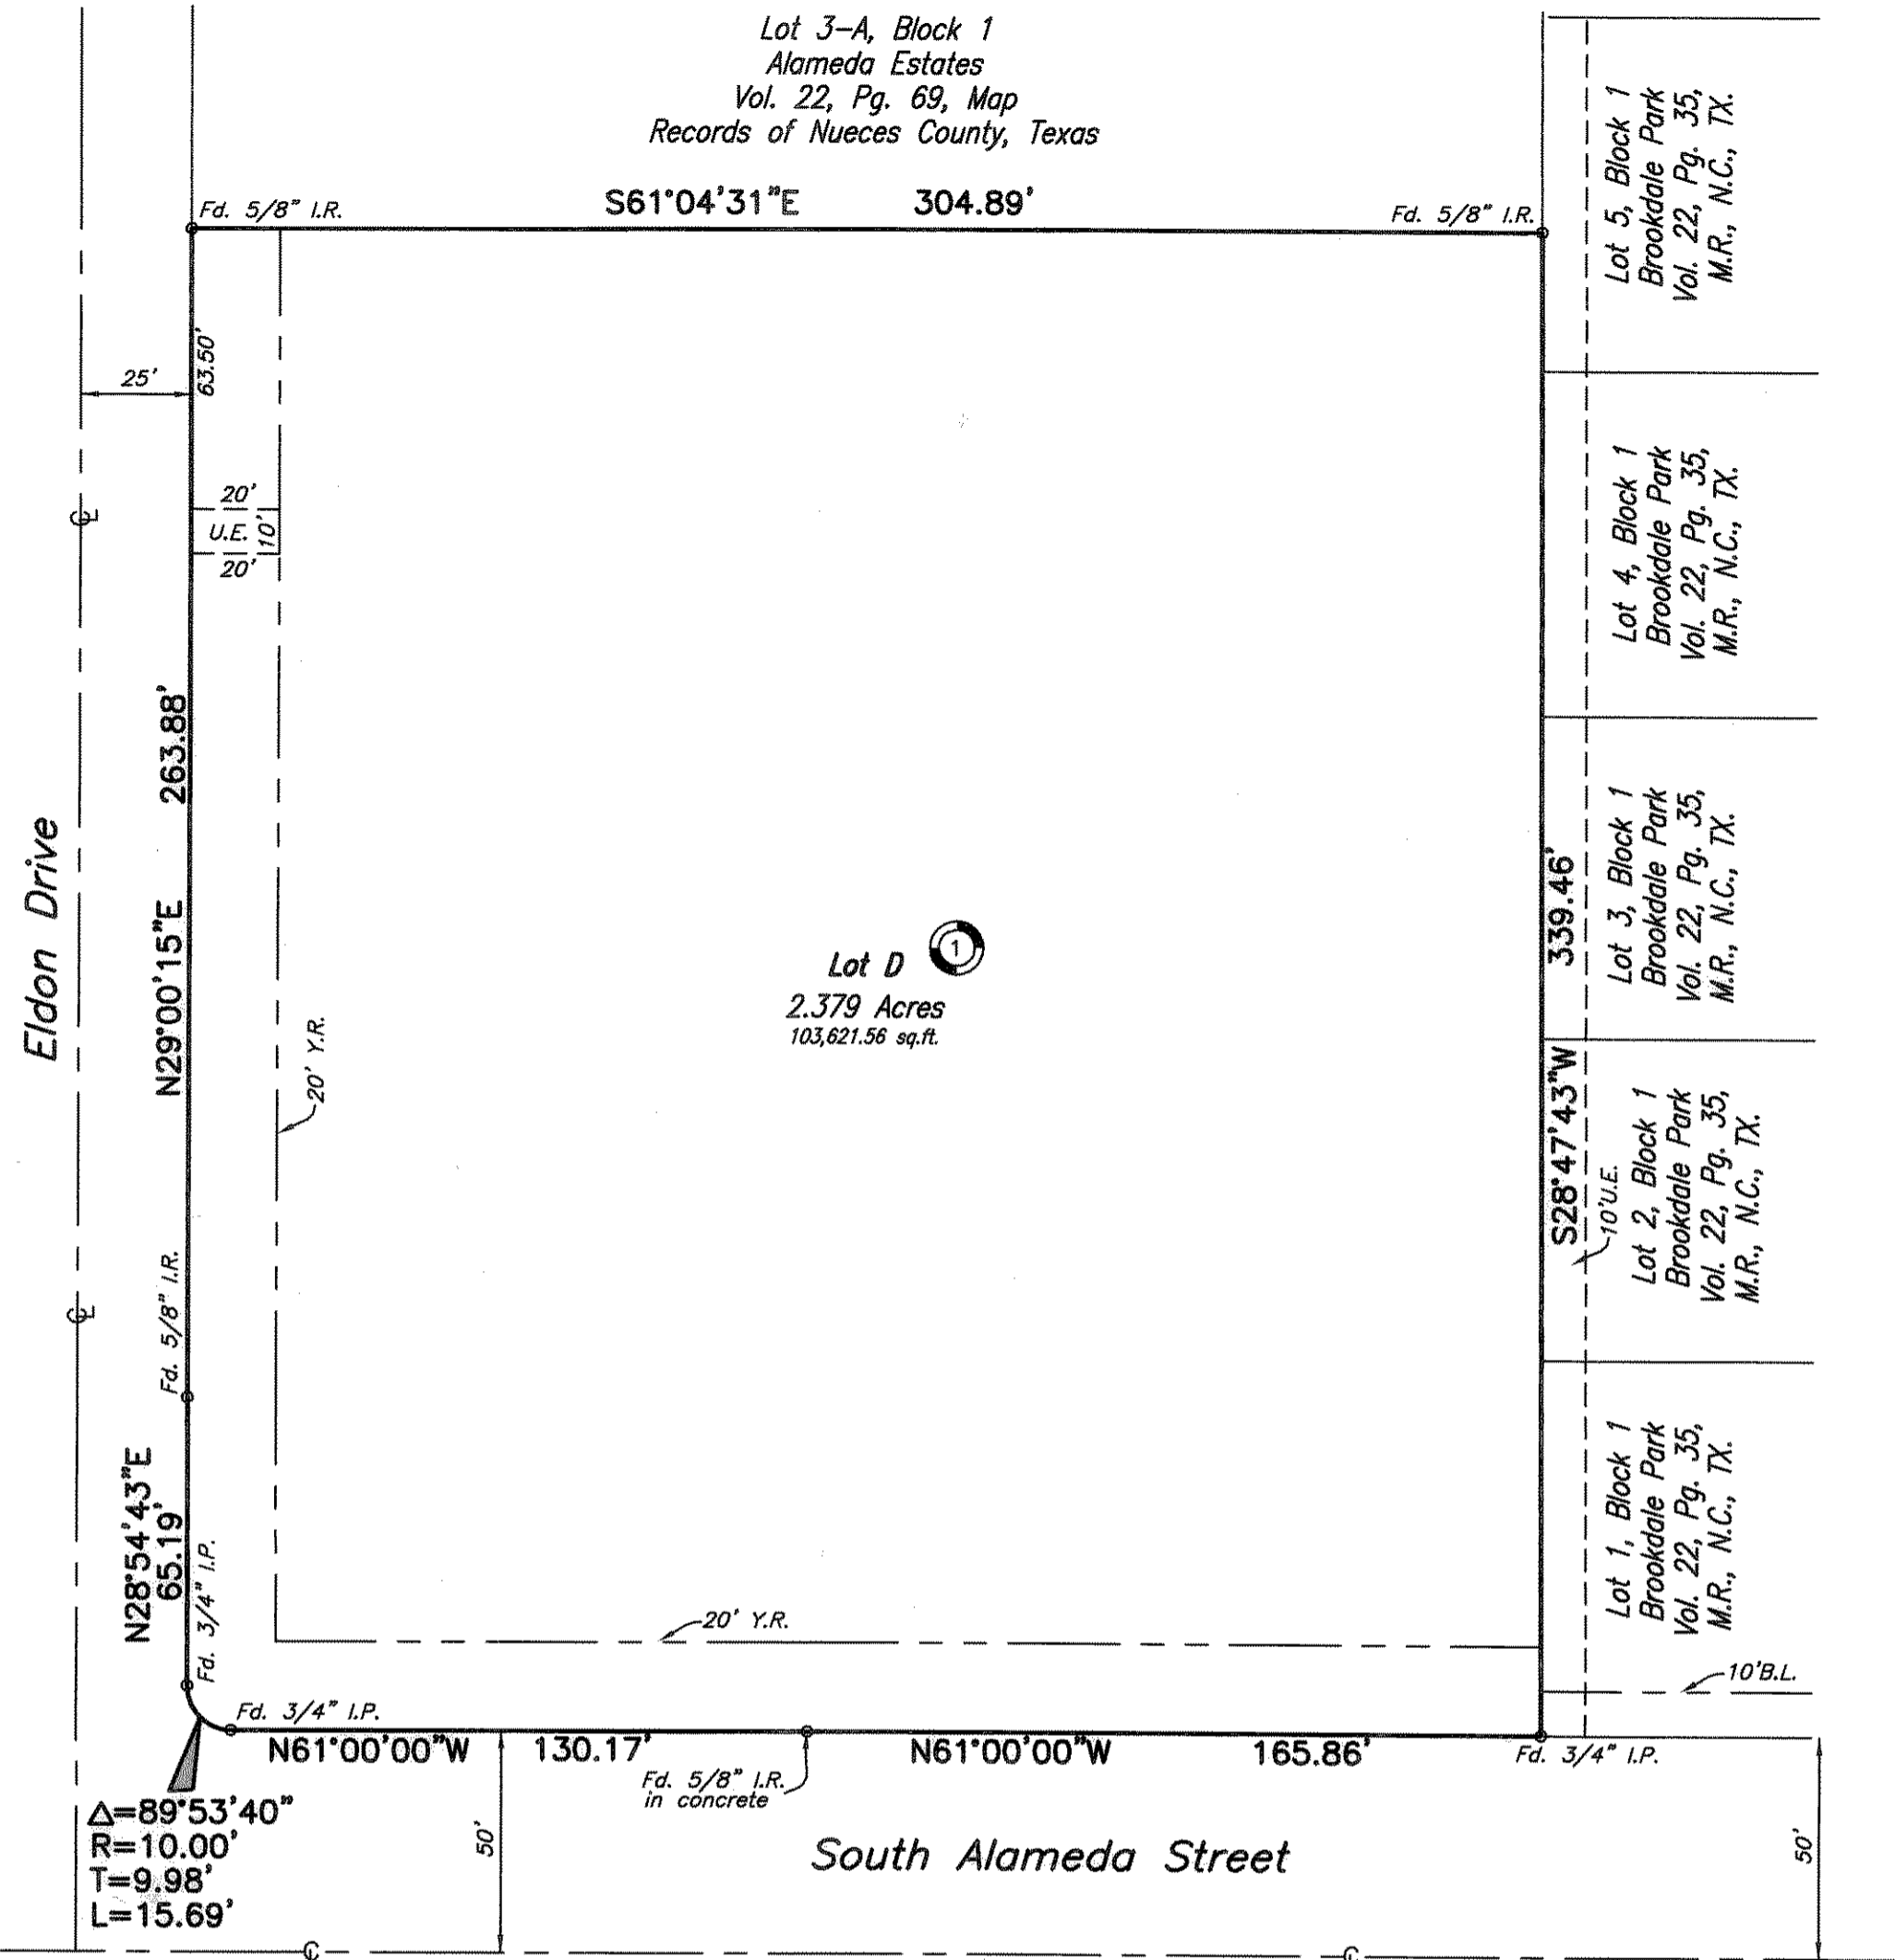 Lot 3-A, Block 1
Alameda Estates
Vol. 22, Pg. 69, Map
Records of Nueces County, Texas
S61°04'31"E 304.89'
Fd. 5/8" I.R.
Fd. 5/8" I.R.
63.50'
25'
20'
U.E. 10'
20'
Eldon Drive
N29°00'15"E 263.88'
20' Y.R.
Fd. 5/8" I.R.
N28°54'43"E
65.19'
Fd. 3/4" I.P.
Lot D 1
2.379 Acres
103,621.56 sq.ft.
S28°47'43"W 339.46'
10'U.E.
Lot 5, Block 1
Brookdale Park
Vol. 22, Pg. 35,
M.R., N.C., TX.
Lot 4, Block 1
Brookdale Park
Vol. 22, Pg. 35,
M.R., N.C., TX.
Lot 3, Block 1
Brookdale Park
Vol. 22, Pg. 35,
M.R., N.C., TX.
Lot 2, Block 1
Brookdale Park
Vol. 22, Pg. 35,
M.R., N.C., TX.
Lot 1, Block 1
Brookdale Park
Vol. 22, Pg. 35,
M.R., N.C., TX.
20' Y.R.
10'B.L.
Fd. 3/4" I.P.
N61°00'00"W 130.17'
N61°00'00"W 165.86'
Fd. 3/4" I.P.
Fd. 5/8" I.R.
in concrete
Δ=89°53'40"
R=10.00'
T=9.98'
L=15.69'
50'
South Alameda Street
50'